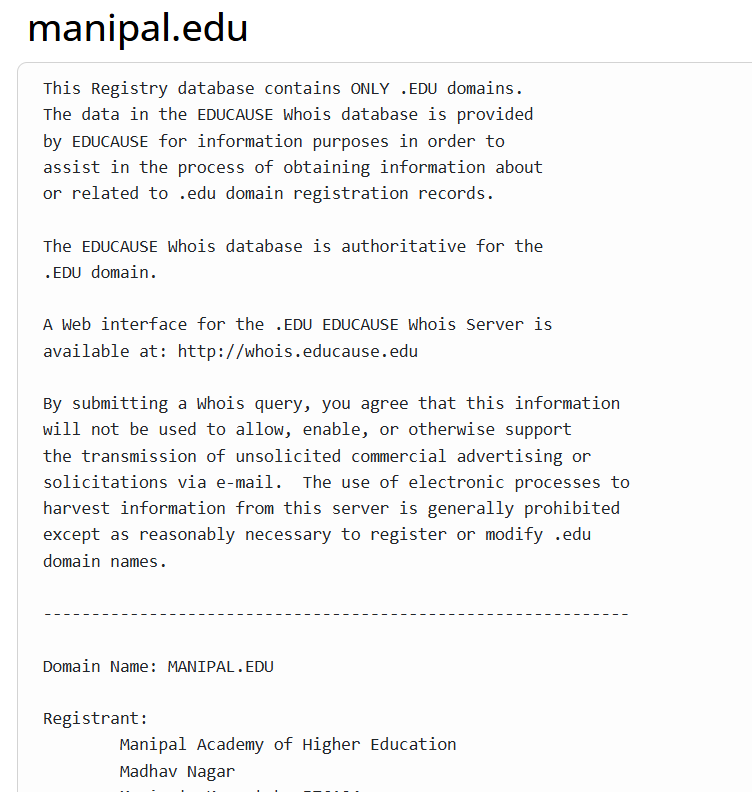 manipal.edu
This Registry database contains ONLY .EDU domains.
The data in the EDUCAUSE Whois database is provided
by EDUCAUSE for information purposes in order to
assist in the process of obtaining information about
or related to .edu domain registration records.
The EDUCAUSE Whois database is authoritative for the
.EDU domain.
A Web interface for the .EDU EDUCAUSE Whois Server is
available at: http://whois.educause.edu
By submitting a Whois query, you agree that this information
will not be used to allow, enable, or otherwise support
the transmission of unsolicited commercial advertising or
solicitations via e-mail.  The use of electronic processes to
harvest information from this server is generally prohibited
except as reasonably necessary to register or modify .edu
domain names.
-------------------------------------------------------------
Domain Name: MANIPAL.EDU
Registrant:
Manipal Academy of Higher Education
Madhav Nagar